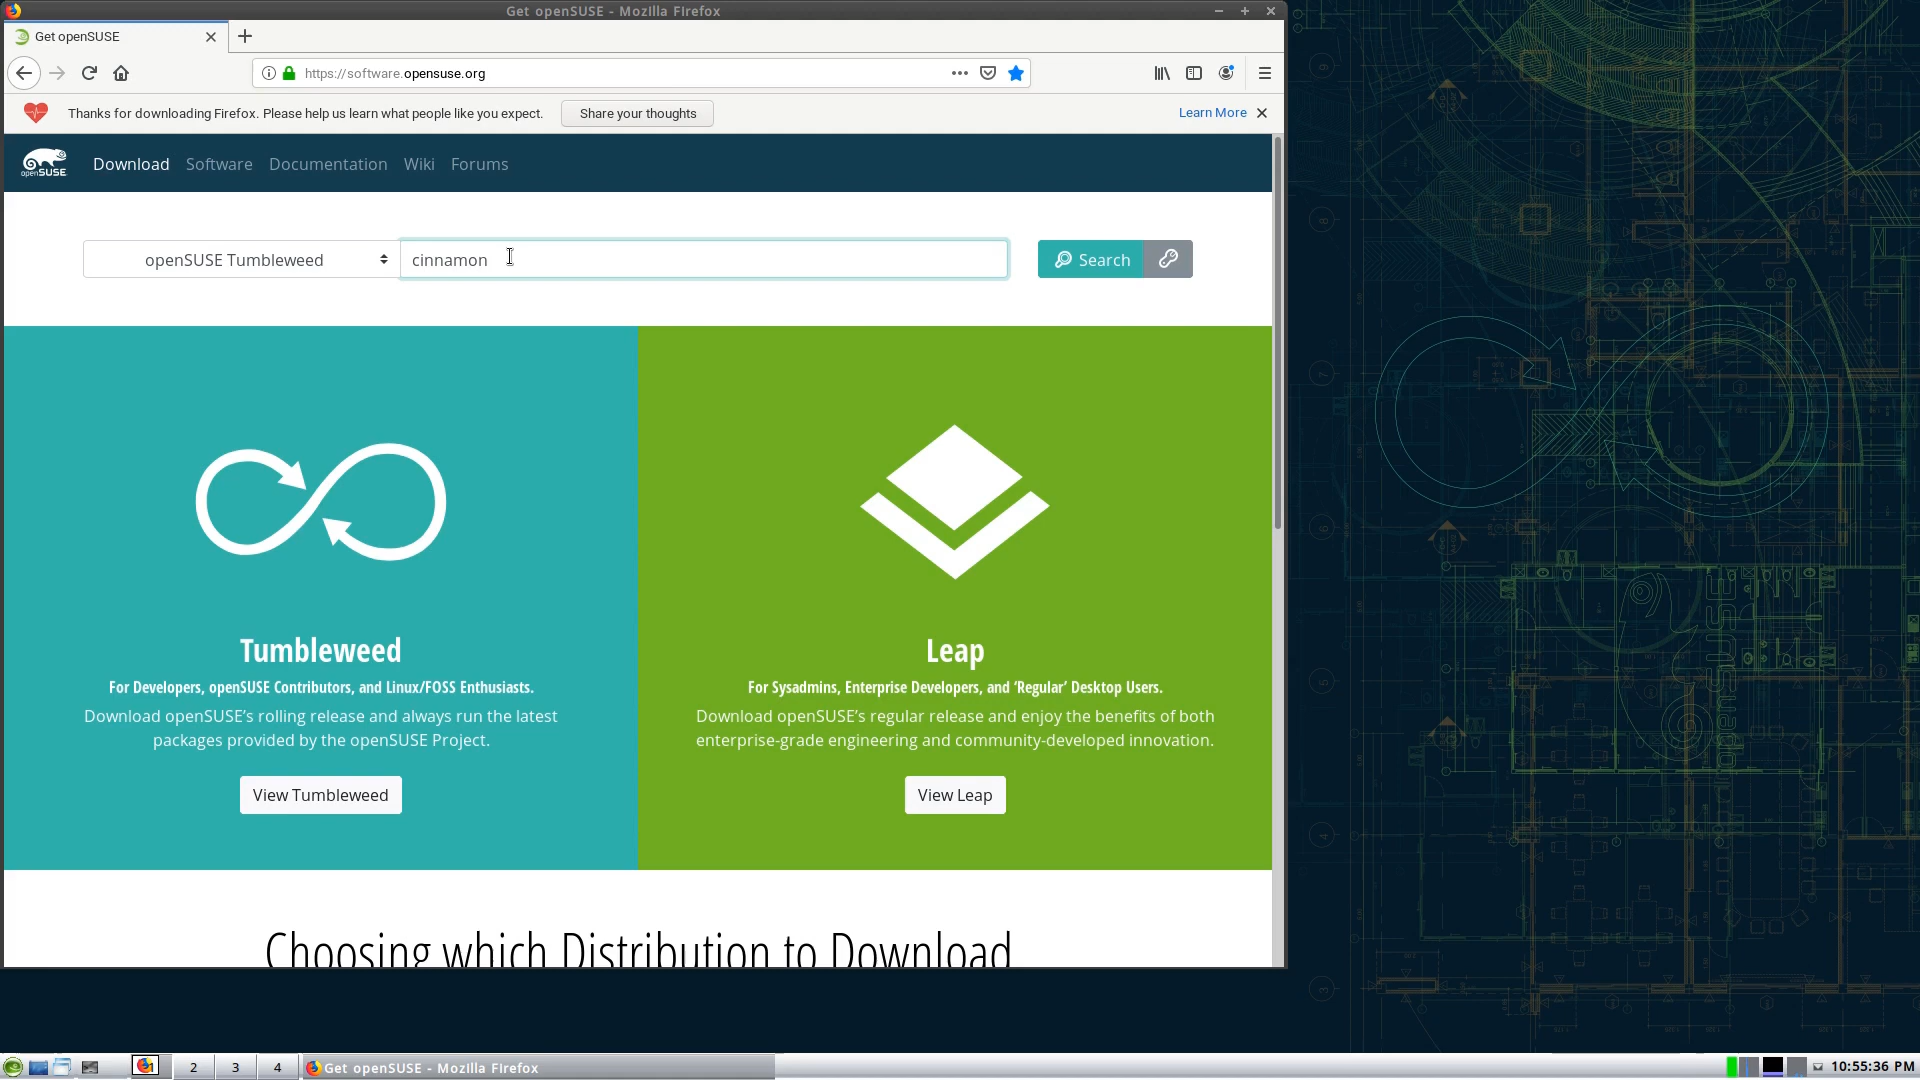 Get openSUSE - Mozilla Firefox
Get openSUSE
https://software.opensuse.org
Thanks for downloading Firefox. Please help us learn what people like you expect.
Share your thoughts
Learn More
openSUSE
Download
Software
Documentation
Wiki
Forums
openSUSE Tumbleweed
cinnamon
Search
Tumbleweed
For Developers, openSUSE Contributors, and Linux/FOSS Enthusiasts.
Download openSUSE’s rolling release and always run the latest
packages provided by the openSUSE Project.
View Tumbleweed
Leap
For Sysadmins, Enterprise Developers, and ‘Regular’ Desktop Users.
Download openSUSE’s regular release and enjoy the benefits of both
enterprise-grade engineering and community-developed innovation.
View Leap
Choosing which Distribution to Download
2
3
4
Get openSUSE - Mozilla Firefox
10:55:36 PM